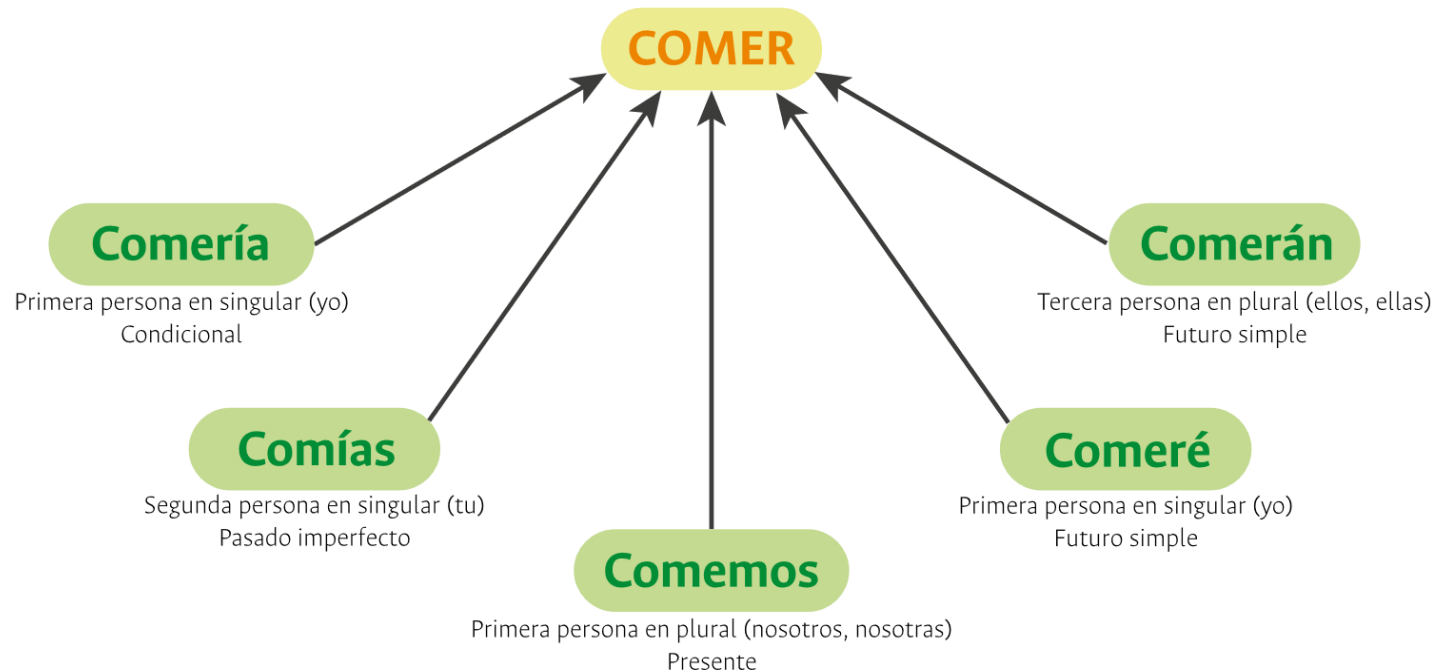 COMER
Comería
Primera persona en singular (yo)
Condicional
Comerán
Tercera persona en plural (ellos, ellas)
Futuro simple
Comías
Segunda persona en singular (tu)
Pasado imperfecto
Comeré
Primera persona en singular (yo)
Futuro simple
Comemos
Primera persona en plural (nosotros, nosotras)
Presente